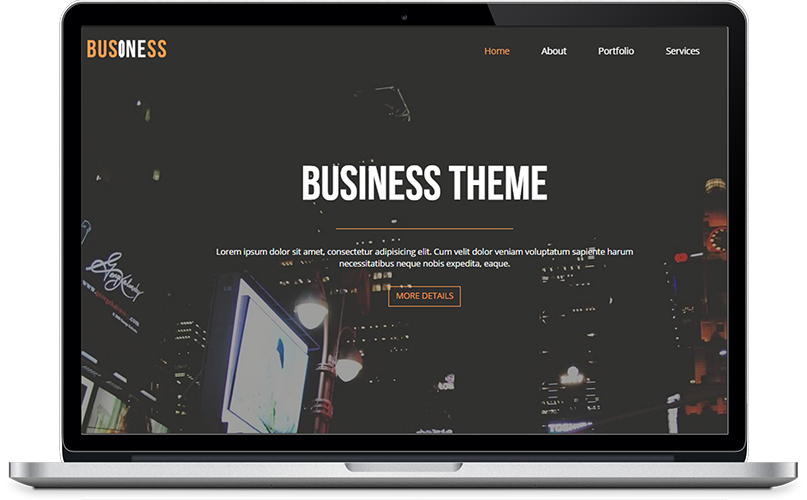 BUSONESS
Home About Portfolio Services
BUSINESS THEME
Lorem ipsum dolor sit amet, consectetur adipisicing elit. Cum velit dolor veniam voluptatum sapiente harum
necessitatibus neque nobis expedita, eaque.
MORE DETAILS
LG